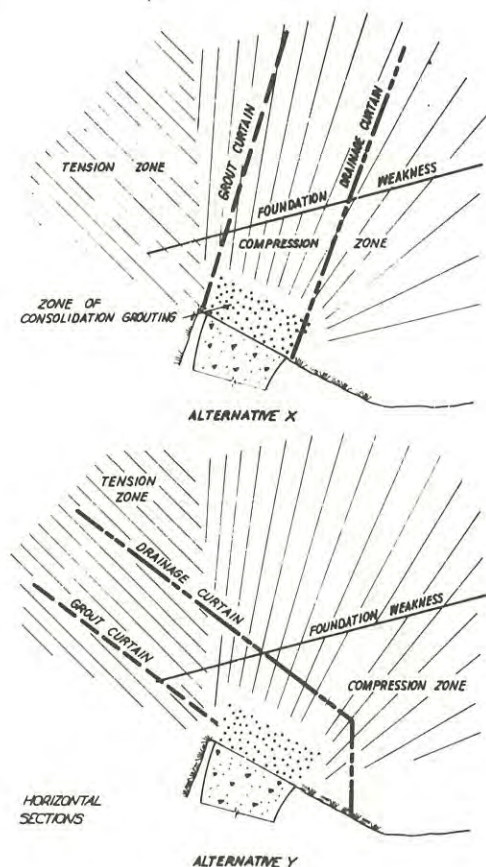 TENSION ZONE
GROUT CURTAIN
DRAINAGE CURTAIN
FOUNDATION WEAKNESS
COMPRESSION ZONE
ZONE OF
CONSOLIDATION GROUTING
ALTERNATIVE X
TENSION
ZONE
DRAINAGE CURTAIN
GROUT CURTAIN
FOUNDATION WEAKNESS
COMPRESSION ZONE
HORIZONTAL
SECTIONS
ALTERNATIVE Y